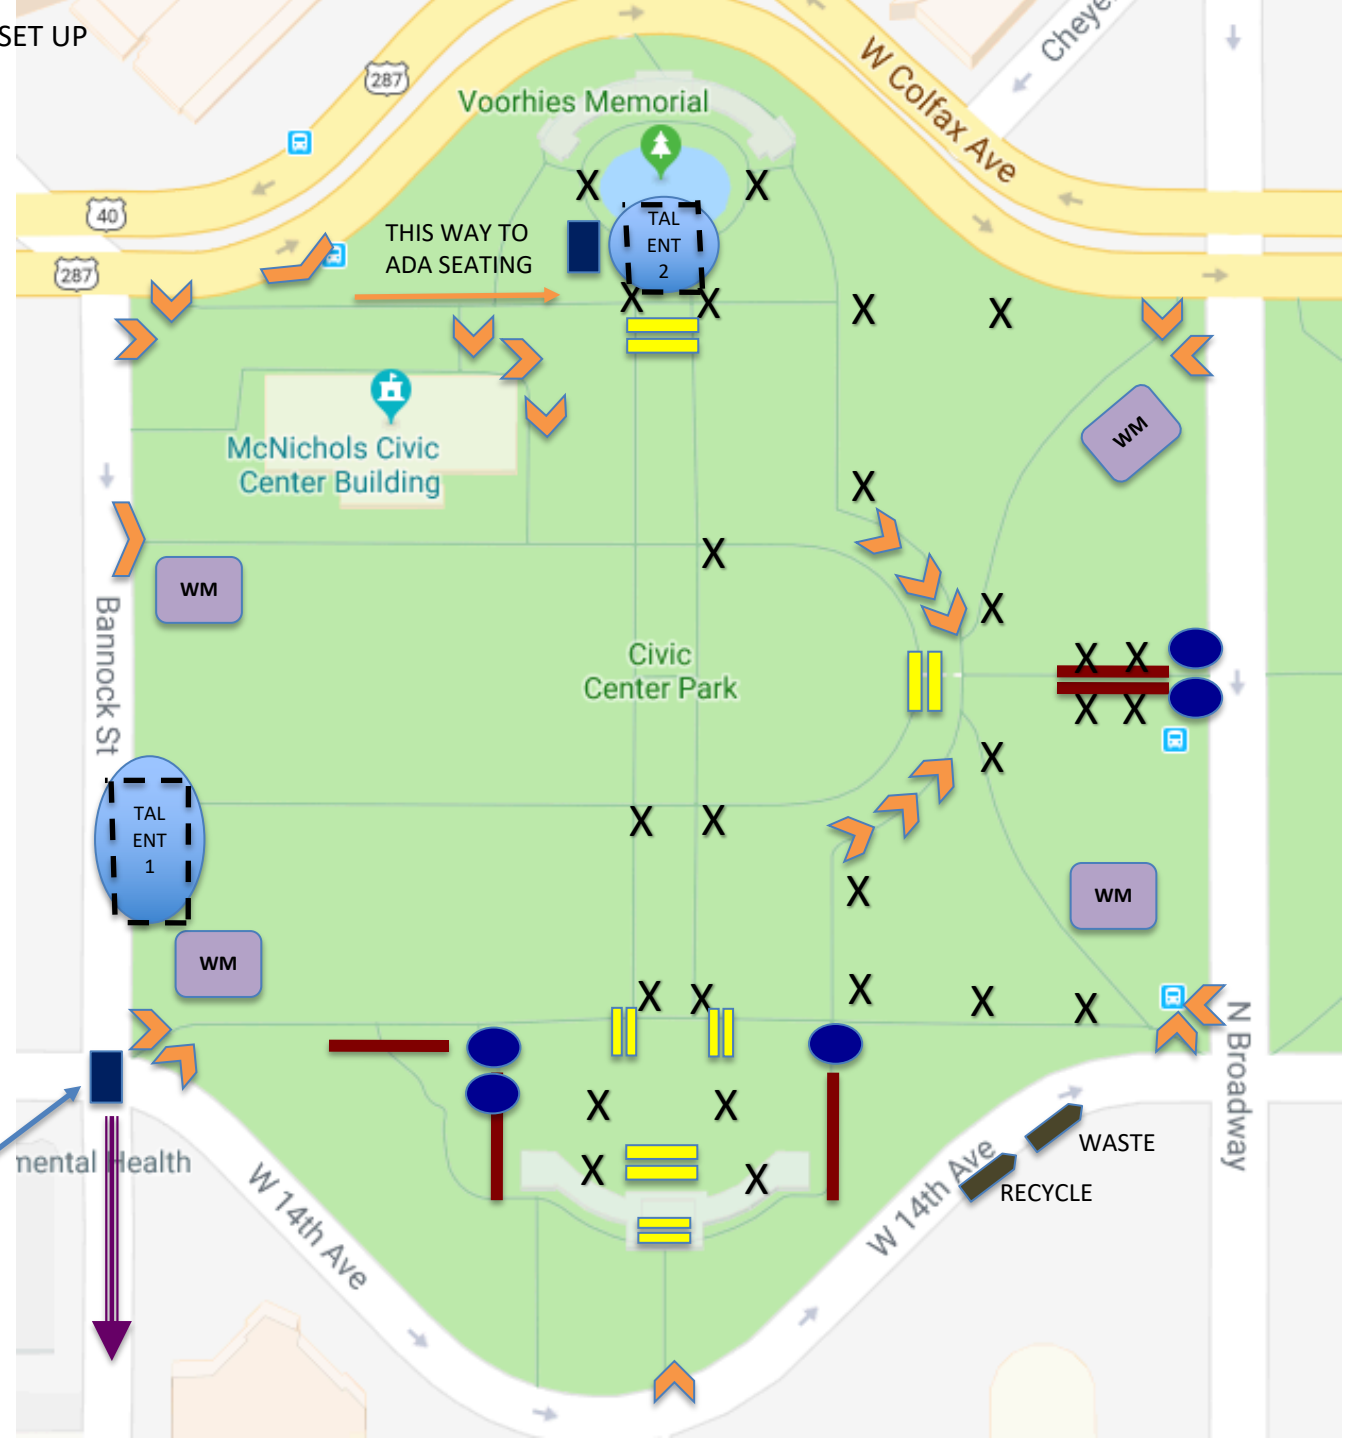 SET UP
287
Voorhies Memorial
W Colfax Ave
Cheye
40
287
THIS WAY TO
ADA SEATING
TAL
ENT
2
X
X
X
X
X
X
McNichols Civic
Center Building
WM
X
X
WM
Bannock St
X
Civic
Center Park
X
X
X
X
X
TAL
ENT
1
X
X
X
WM
WM
X
X
X
X
X
N Broadway
X
X
mental Health
X
X
W 14th Ave
W 14th Ave
WASTE
RECYCLE